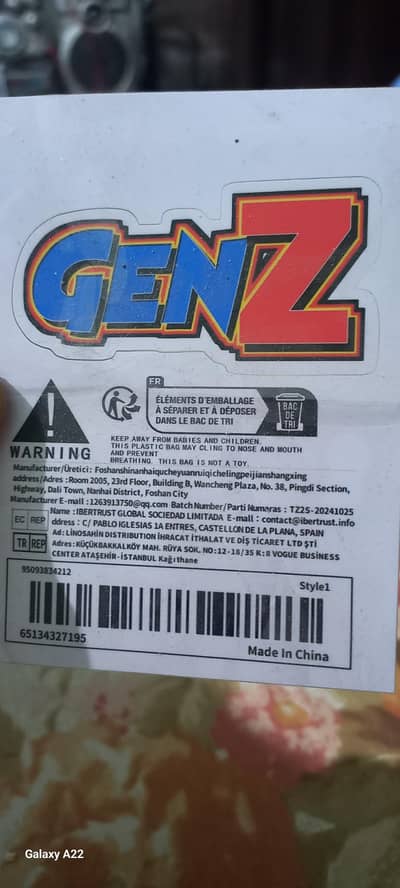 GENZ
FR
ÉLÉMENTS D'EMBALLAGE
À SÉPARER ET À DÉPOSER
DANS LE BAC DE TRI
BAC
DE
TRI
WARNING
KEEP AWAY FROM BABIES AND CHILDREN.
THIS PLASTIC BAG MAY CLING TO NOSE AND MOUTH
AND PREVENT
BREATHING. THIS BAG IS NOT A TOY.
Manufacturer/Üretici: Foshanshinanhaiqucheyuanruiqichelingpeijianshangxing
address/Adres:Room 2005, 23rd Floor, Building B, Wancheng Plaza, No. 38, Pingdi Section,
Highway, Dali Town, Nanhai District, Foshan City
Manufacturer E-mall :1263913750@qq.com Batch Number/Parti Numarası : TZ2S-20241025
EC REP
Name :IBERTRUST GLOBAL SOCIEDAD LIMITADA E-mail : contact@ibertrust.info
ddress : C/ PABLO IGLESIAS 1A ENTRES, CASTELLON DE LA PLANA, SPAIN
TR REP
Ad: LİNOSAHİN DISTRIBUTION İHRACAT İTHALAT VE DIŞ TİCARET LTD ŞTİ
Adres:KÜÇÜKBAKKALKÖY MAH. RÜYA SOK. NO:12-18/35 K:8 VOGUE BUSINESS
CENTER ATAŞEHİR-İSTANBUL Kağıthane
95093834212
Style1
65134327195
Made In China
Galaxy A22